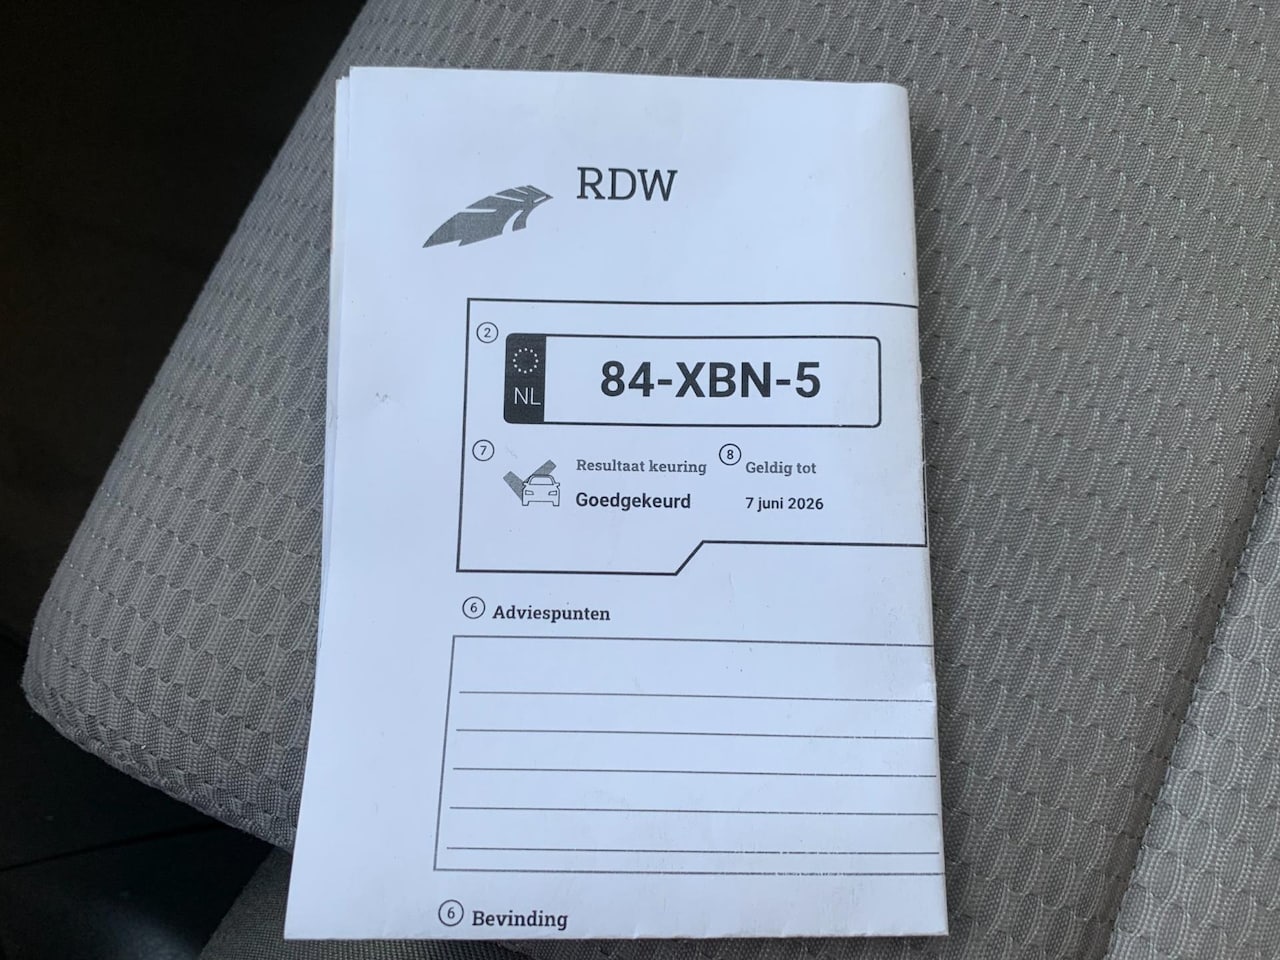 RDW
2
NL 84-XBN-5
7 Resultaat keuring 8 Geldig tot
Goedgekeurd 7 juni 2026
6 Adviespunten
6 Bevinding